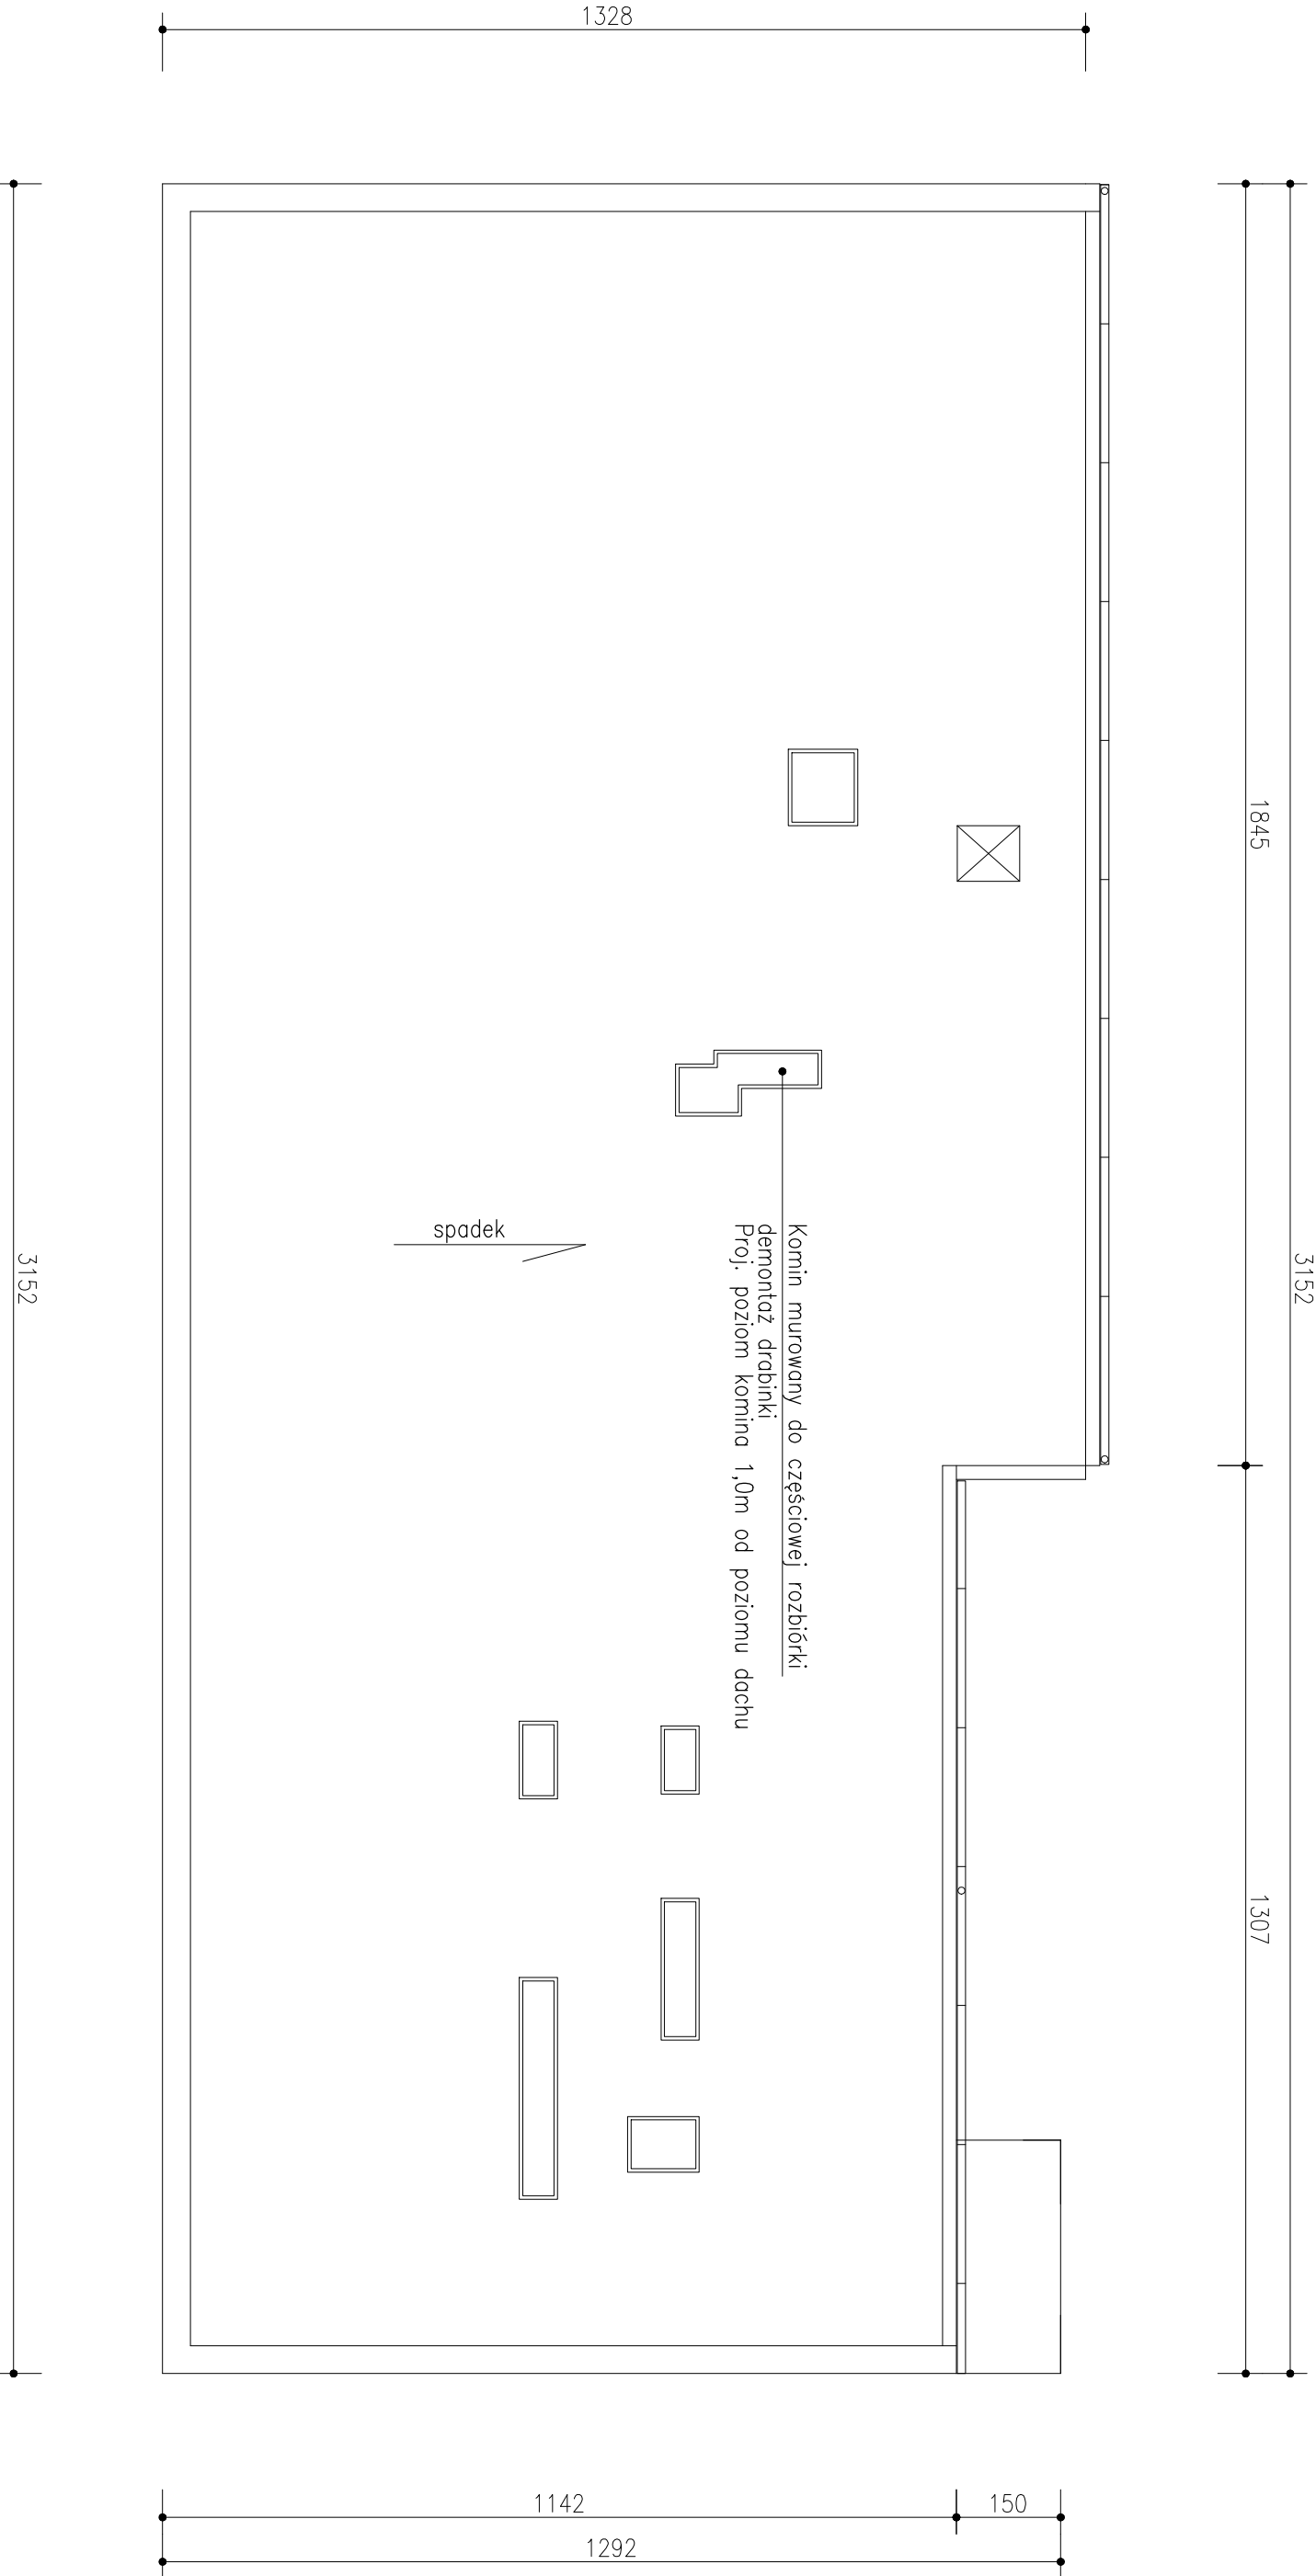 1328
1845
3152
spadek
3152
Komin murowany do częściowej rozbiórki
demontaż drabinki
Proj. poziom komina 1,0m od poziomu dachu
1307
1142
150
1292